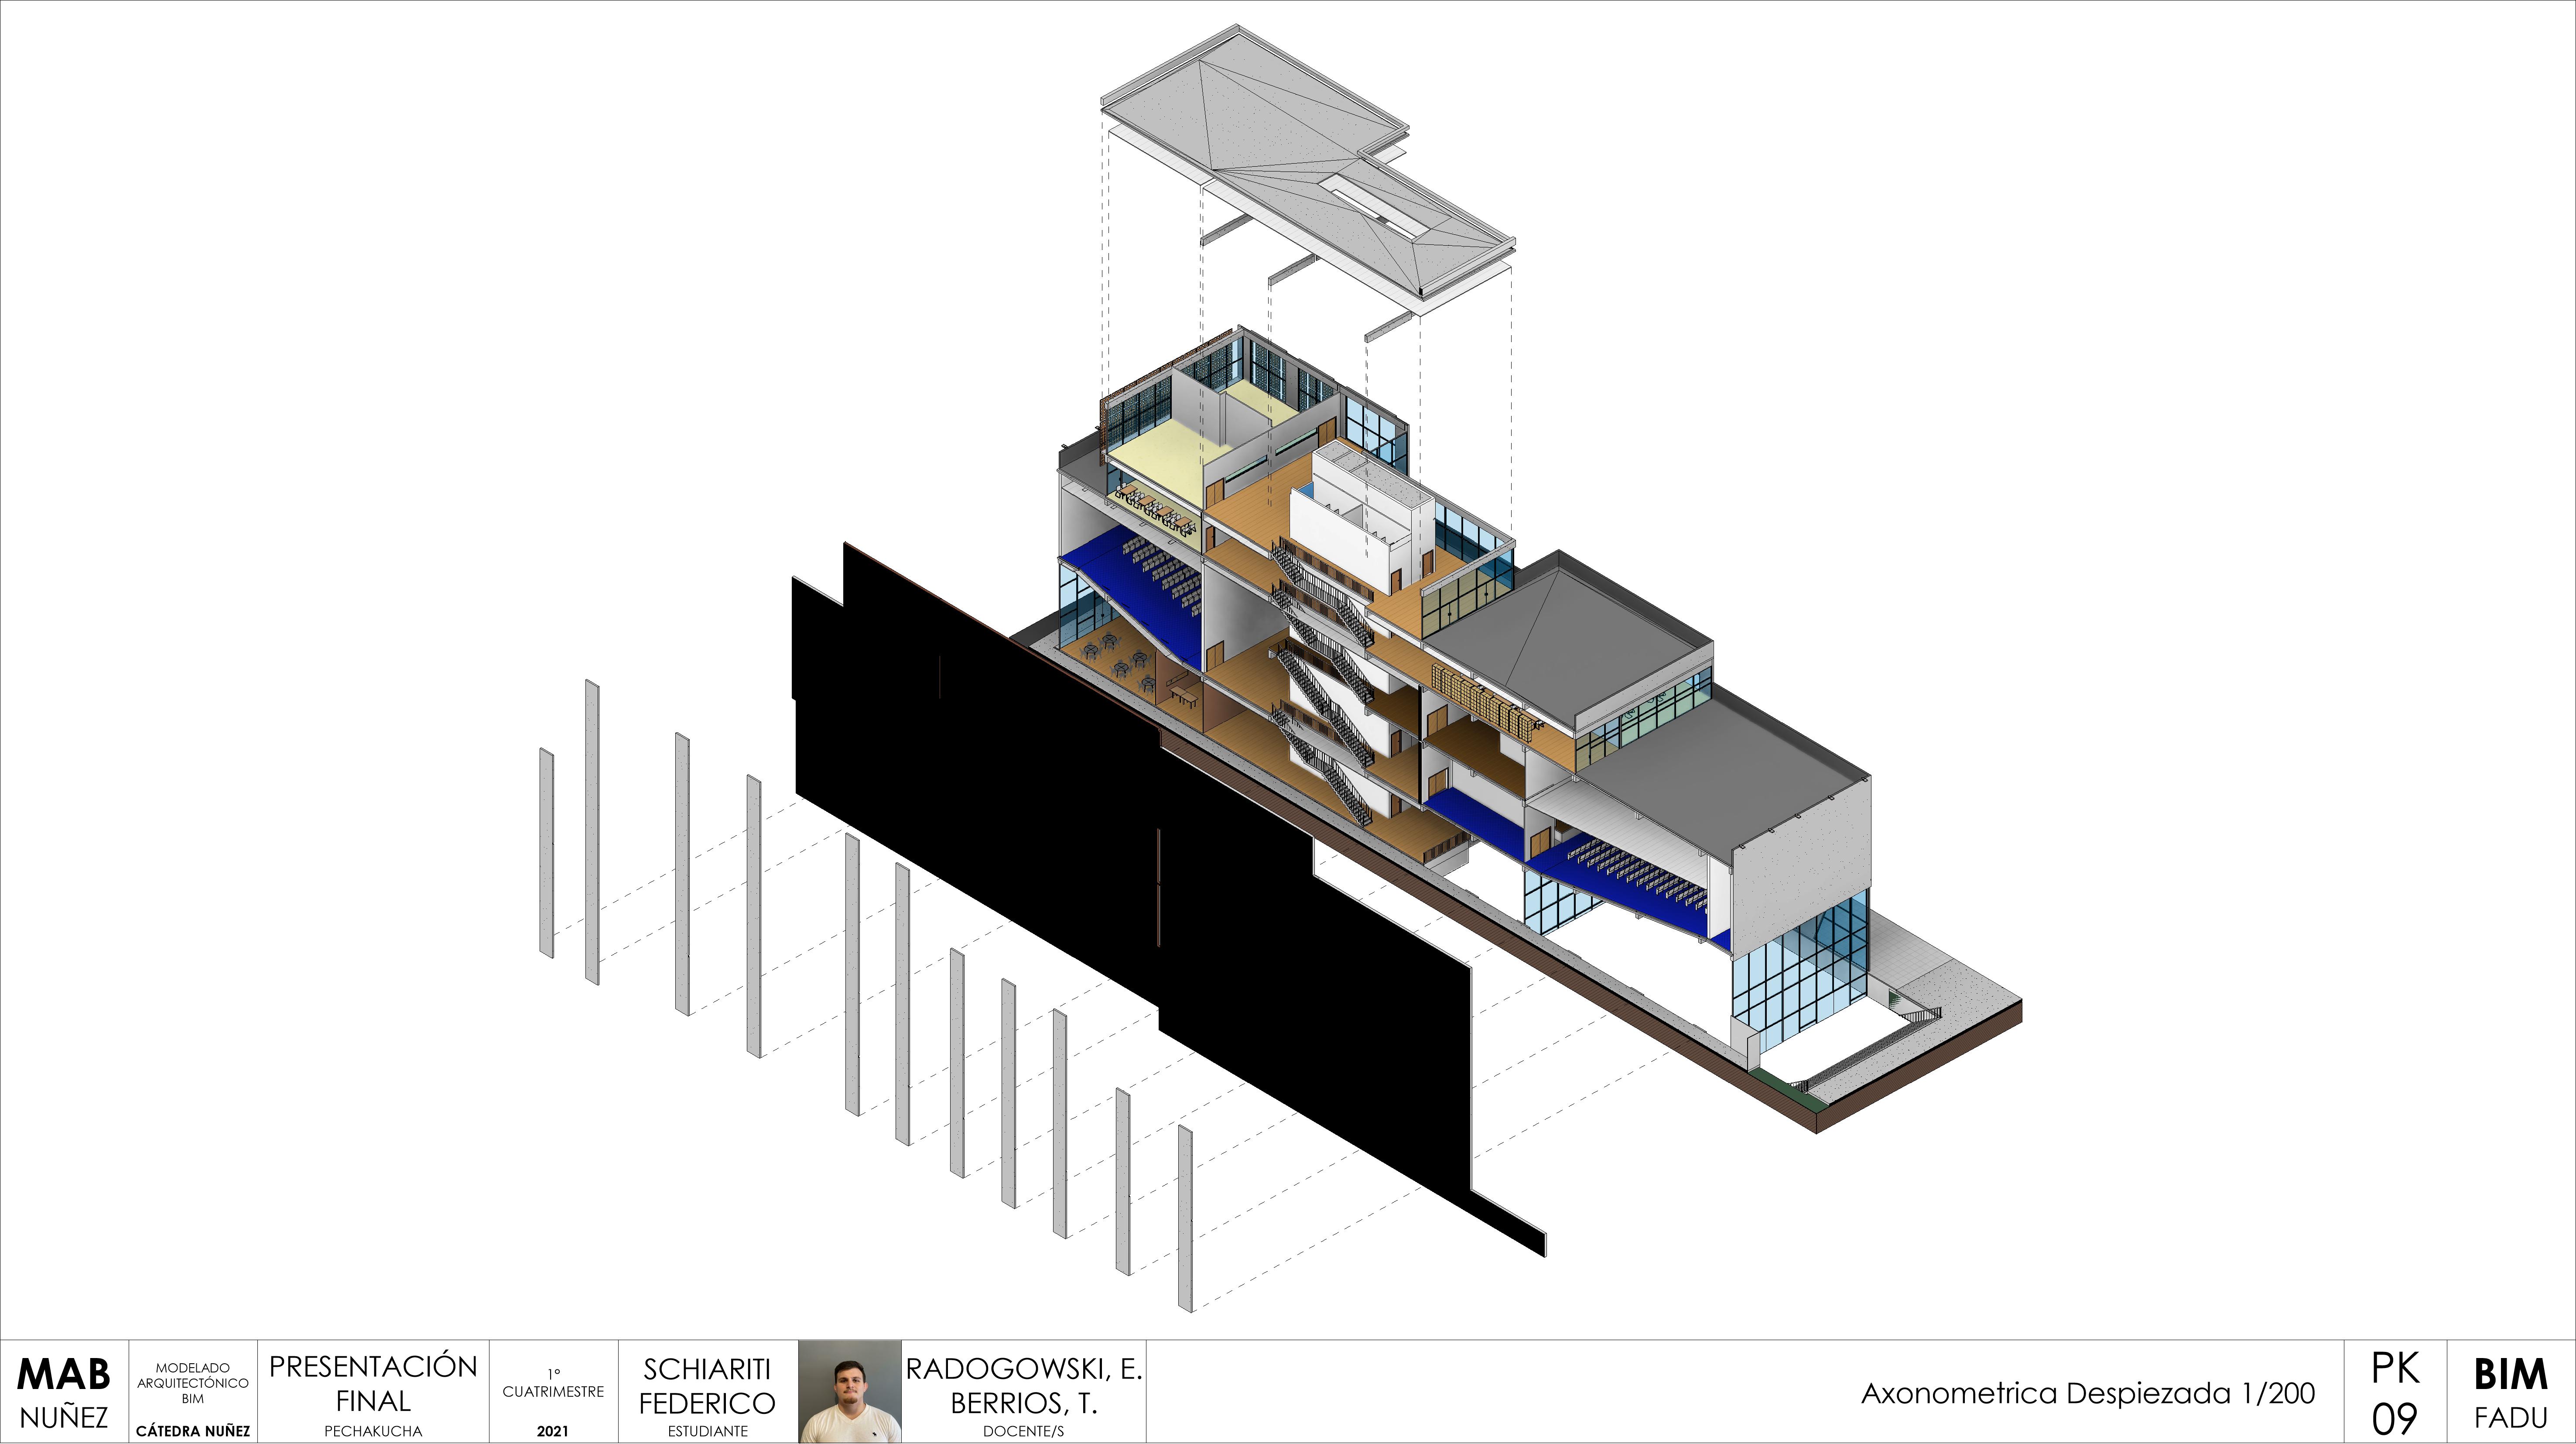 MAB
NUÑEZ
MODELADO
ARQUITECTÓNICO
BIM
CÁTEDRA NUÑEZ
PRESENTACIÓN
FINAL
PECHAKUCHA
1°
CUATRIMESTRE
2021
SCHIARITI
FEDERICO
ESTUDIANTE
RADOGOWSKI, E.
BERRIOS, T.
DOCENTE/S
Axonometrica Despiezada 1/200
PK
09
BIM
FADU